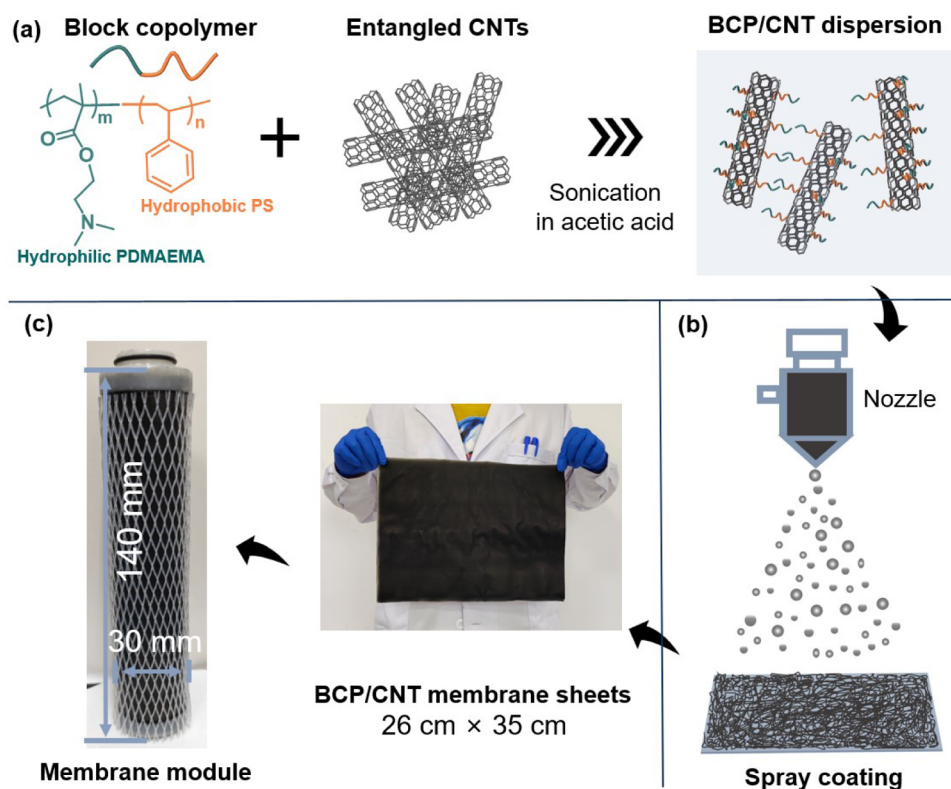 (a)
Block copolymer
Entangled CNTs
BCP/CNT dispersion
m
n
O
O
N
Hydrophobic PS
Hydrophilic PDMAEMA
+
Sonication
in acetic acid
(b)
Nozzle
Spray coating
(c)
140 mm
30 mm
Membrane module
BCP/CNT membrane sheets
26 cm × 35 cm